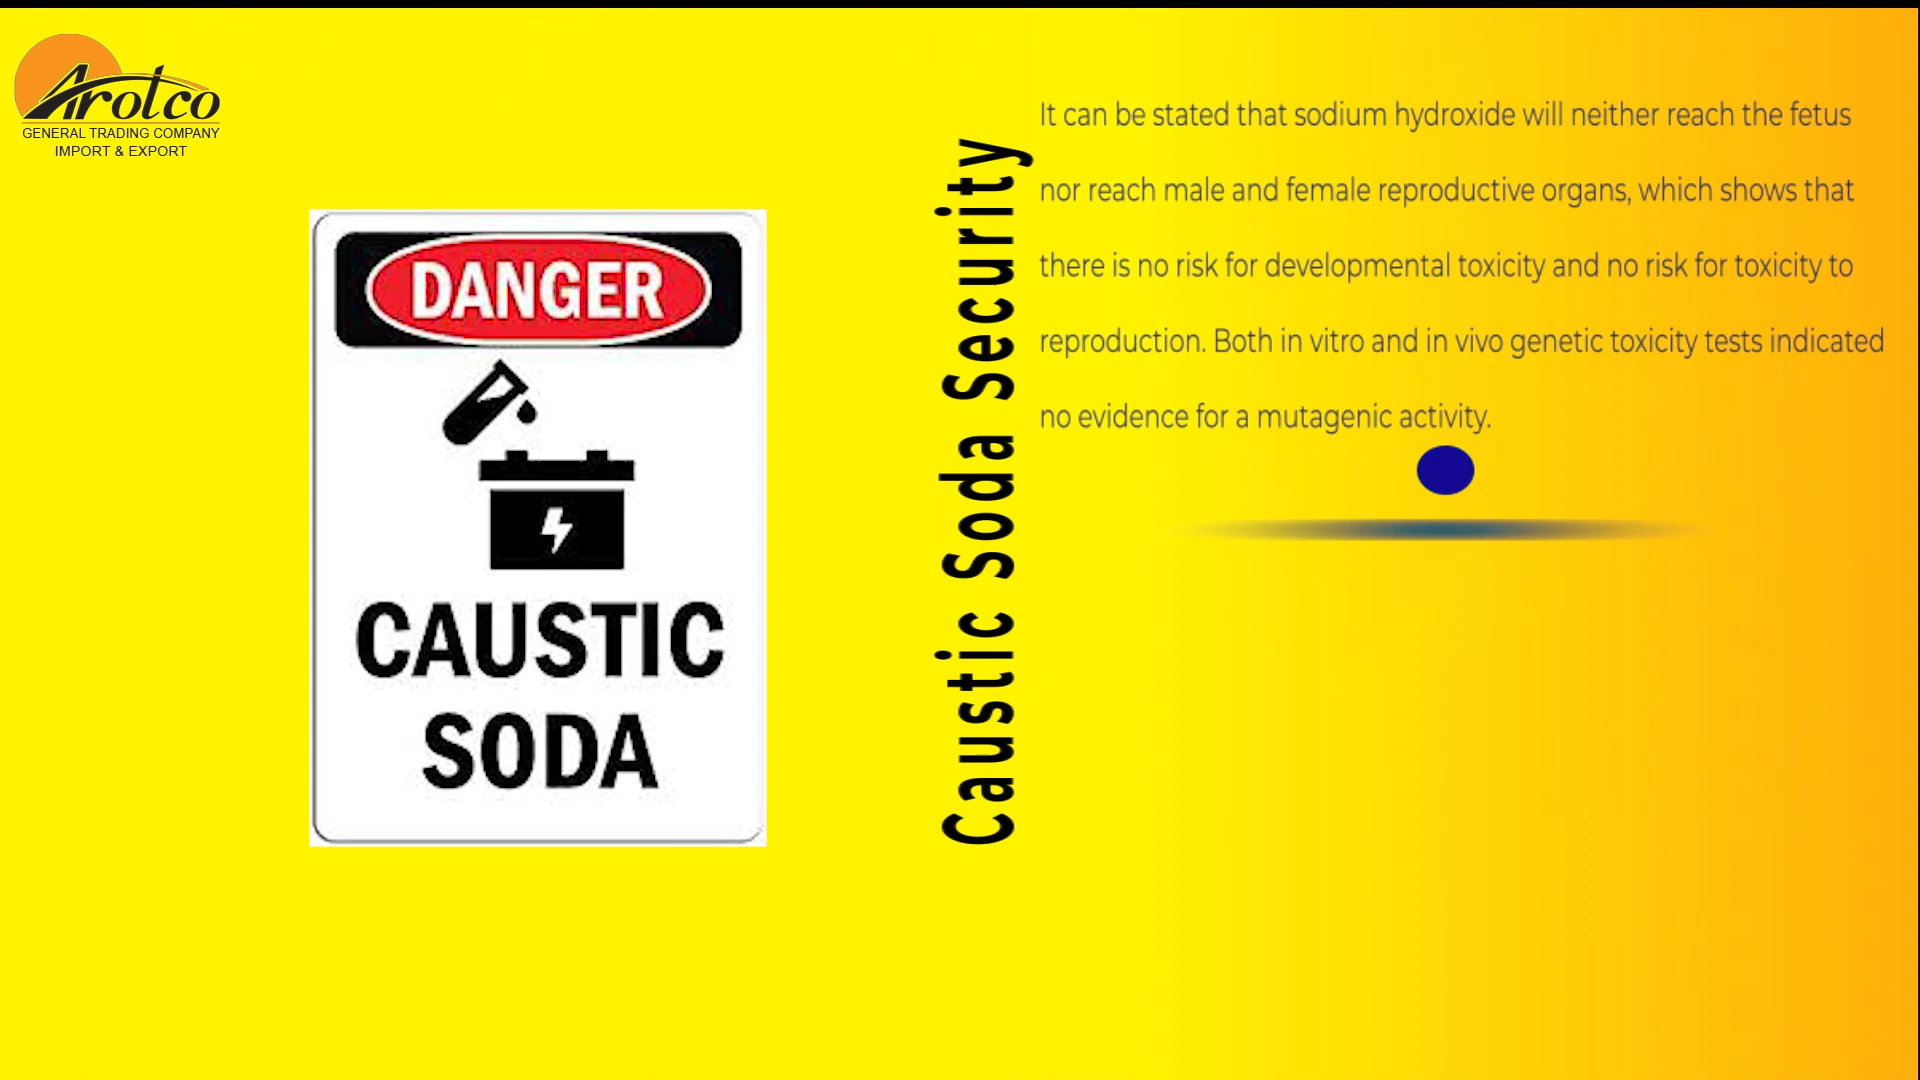 Arotco
GENERAL TRADING COMPANY
IMPORT & EXPORT
DANGER
CAUSTIC
SODA
Caustic Soda Security
It can be stated that sodium hydroxide will neither reach the fetus
nor reach male and female reproductive organs, which shows that
there is no risk for developmental toxicity and no risk for toxicity to
reproduction. Both in vitro and in vivo genetic toxicity tests indicated
no evidence for a mutagenic activity.